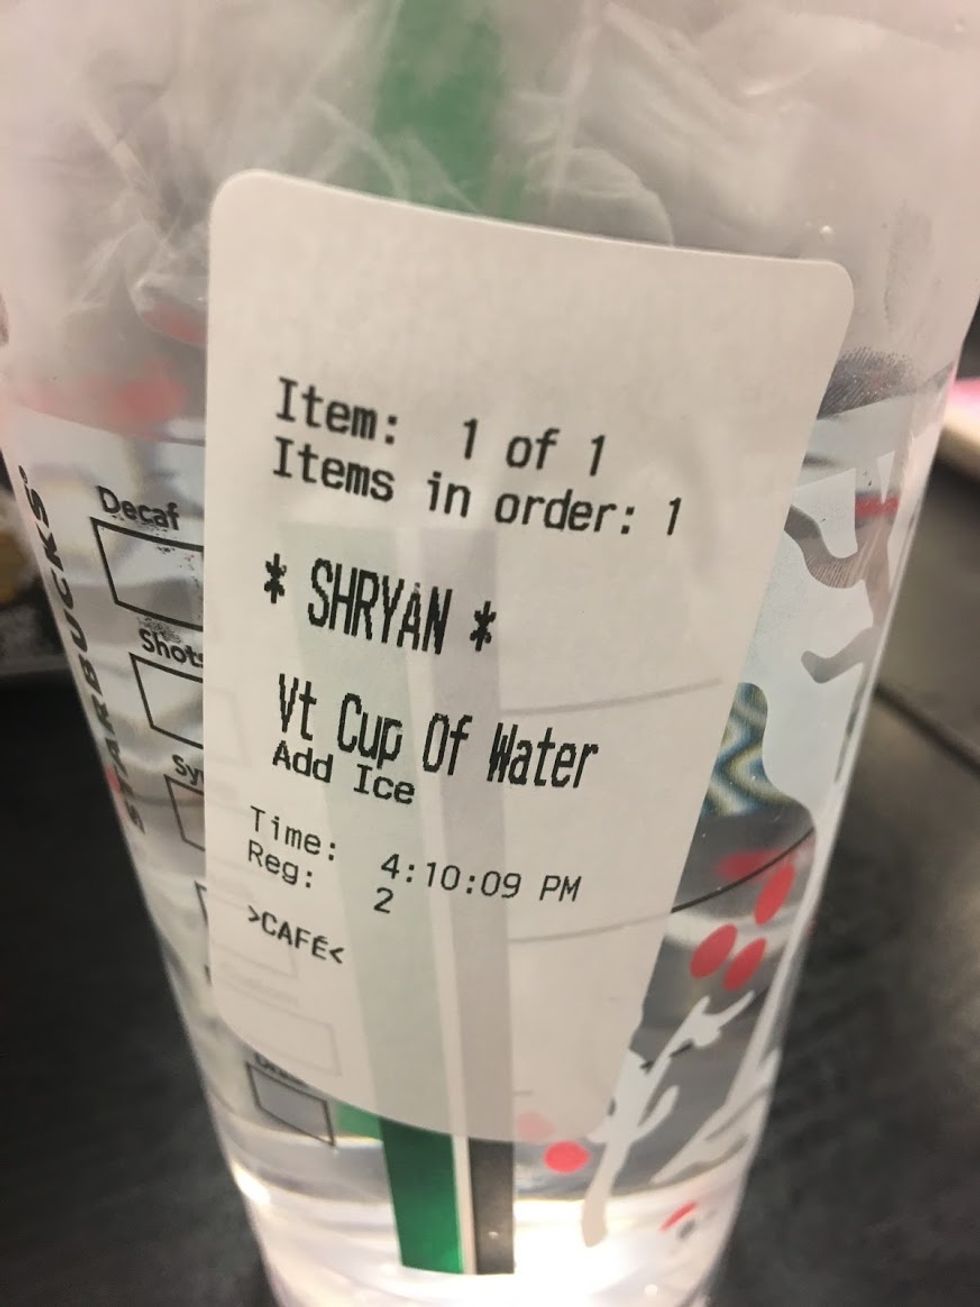 Item: 1 of 1
Items in order: 1
* SHRYAN *
Vt Cup Of Water
Add Ice
Time: 4:10:09 PM
Reg: 2
>CAFÉ<
STARBUCKS
Decaf
Shots